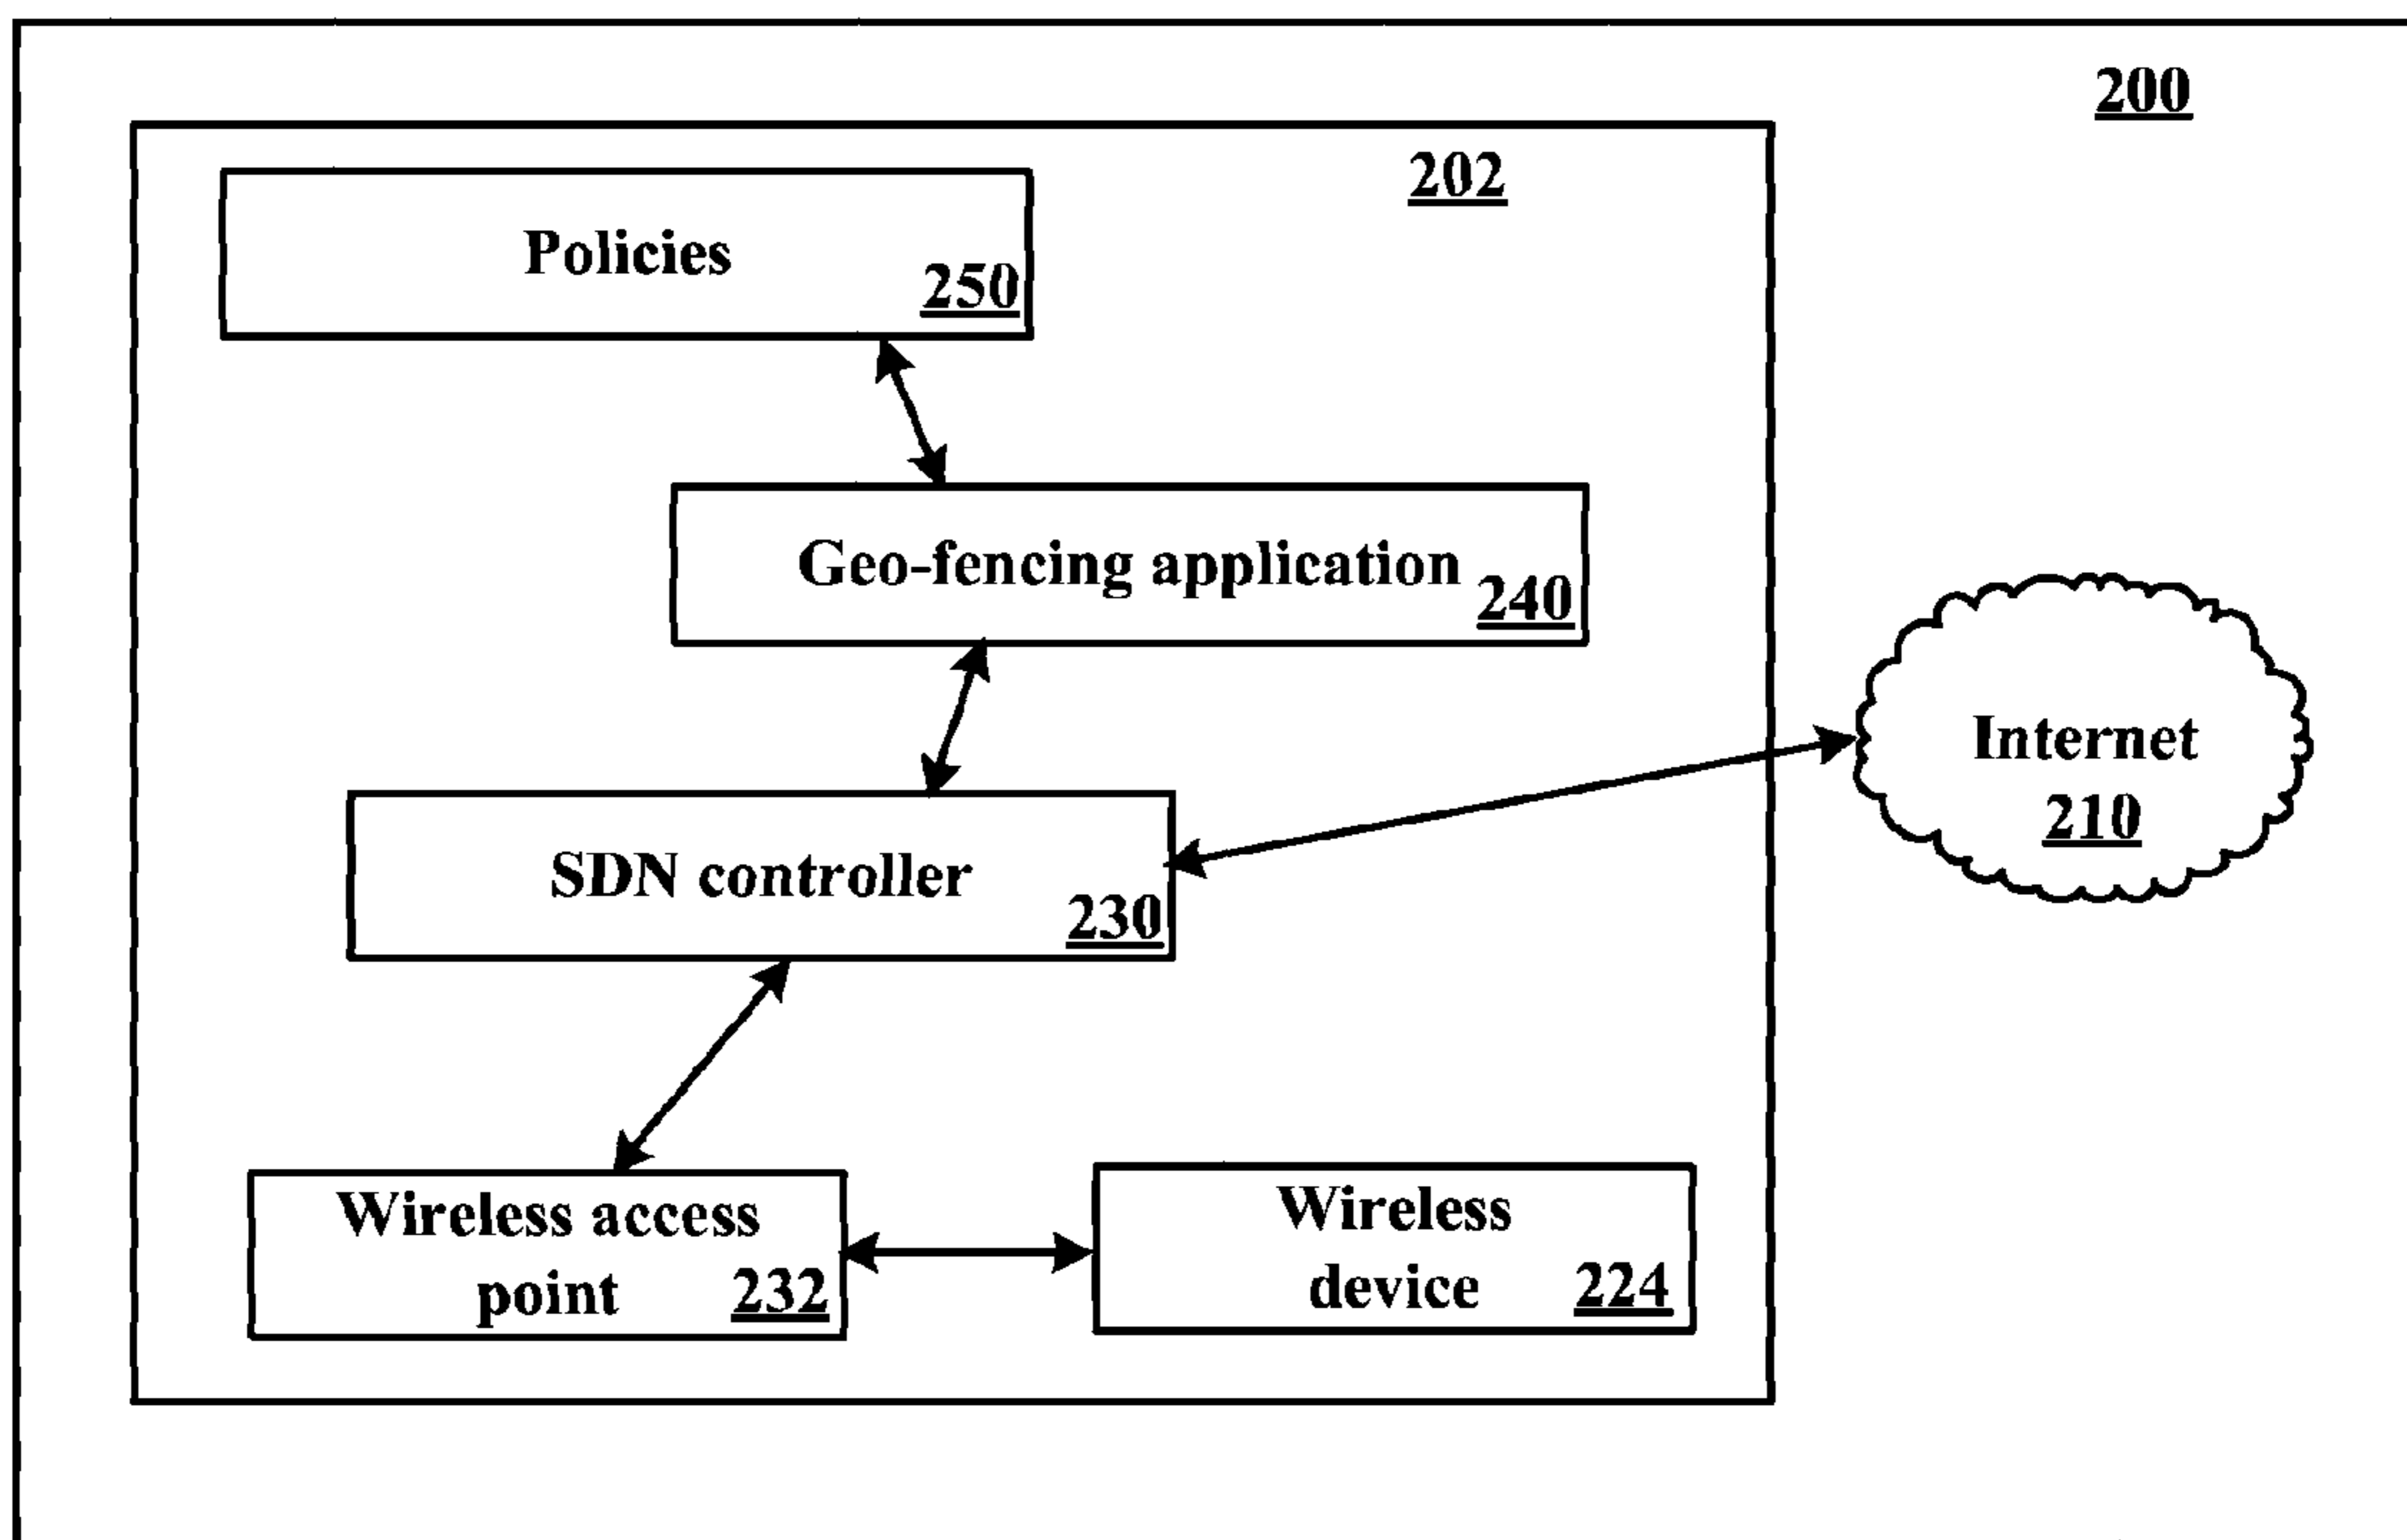 200
202
Policies
250
Geo-fencing application
240
Internet
210
SDN controller
230
Wireless access
point 232
Wireless
device 224